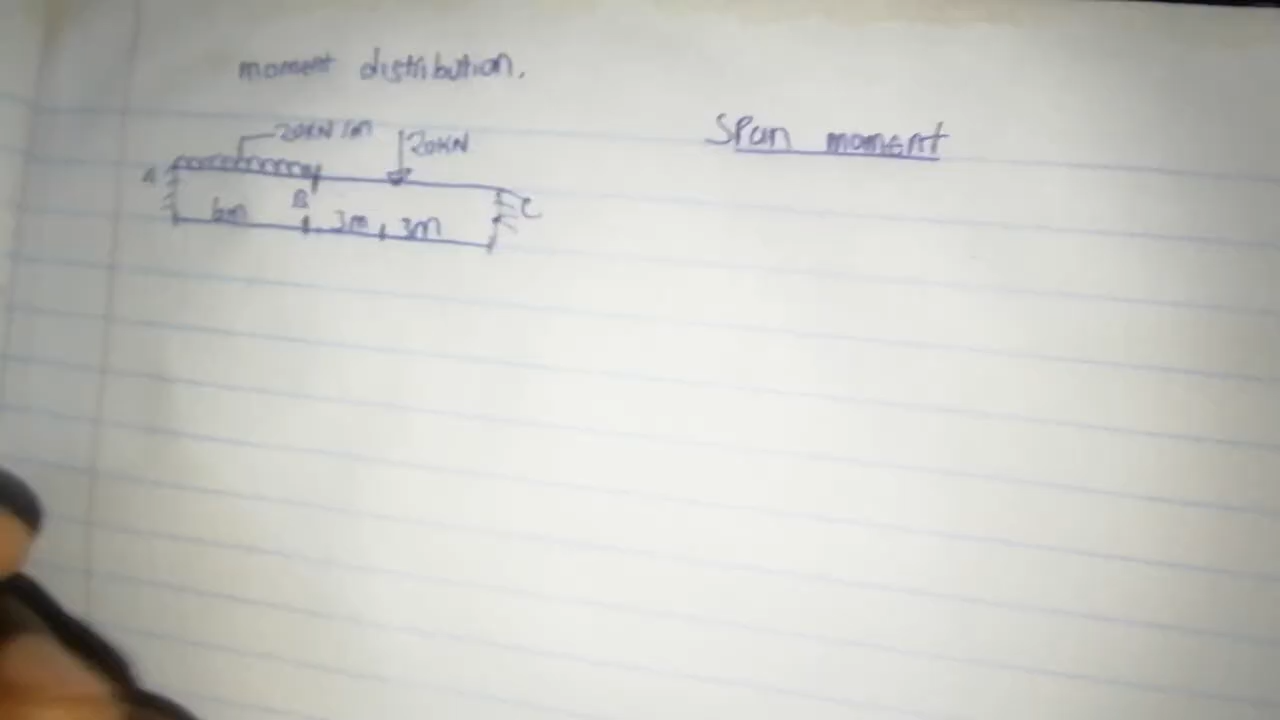 moment distribution.
Span moment
20KN/m
20KN
A
B
C
6m
3m
3m